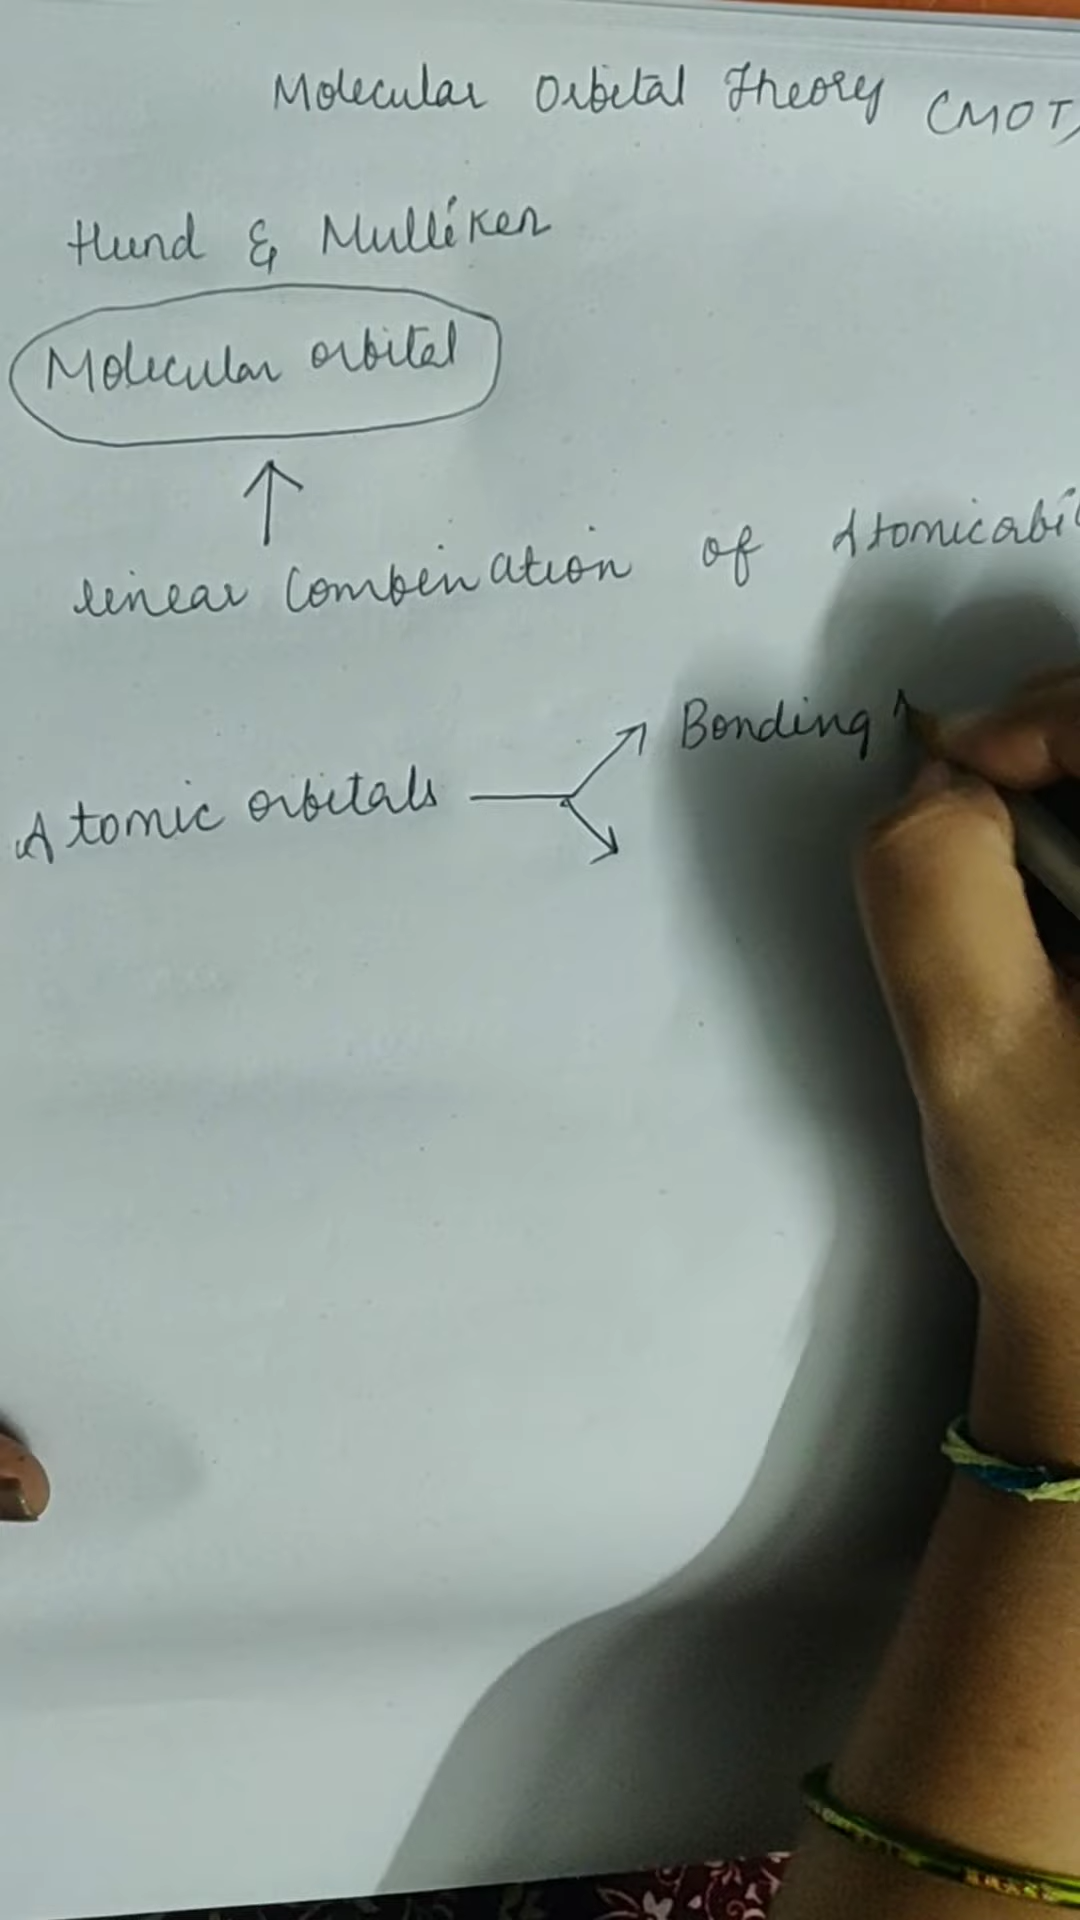 Molecular Orbital Theory (MOT)
Hund & Mulliken
Molecular orbital
linear Combination of
Atomic orbitals
Bonding